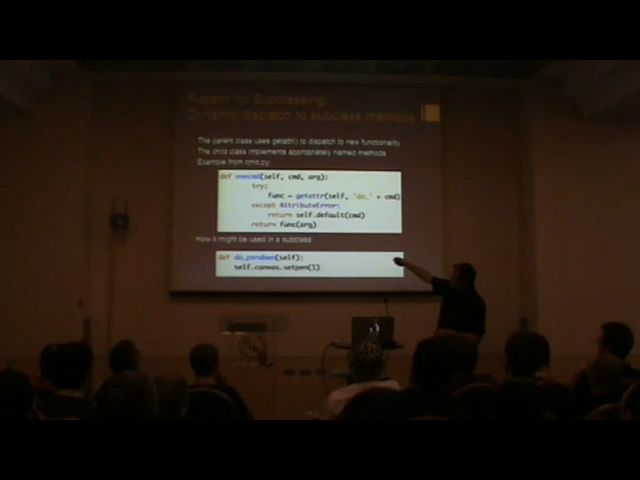 Pattern for Subclassing:
Dynamic dispatch to subclass methods
The parent class uses getattr() to dispatch to new functionality
The child class implements appropriately named methods
Example from cmd.py:
def onecmd(self, cmd, arg):
try:
func = getattr(self, 'do_' + cmd)
except AttributeError:
return self.default(cmd)
return func(arg)
How it might be used in a subclass:
def do_pendown(self):
self.canvas.setpen(1)